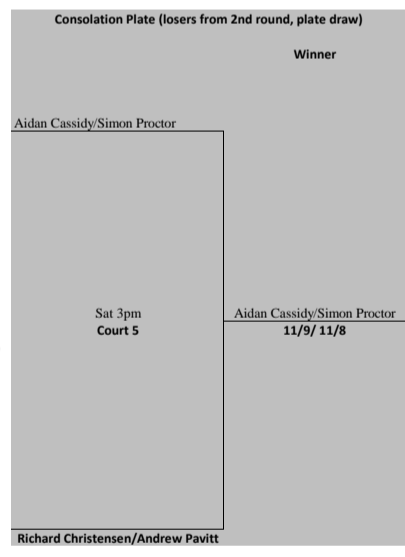 Consolation Plate (losers from 2nd round, plate draw)
Winner
Aidan Cassidy/Simon Proctor
Sat 3pm
Court 5
Aidan Cassidy/Simon Proctor
11/9/ 11/8
Richard Christensen/Andrew Pavitt